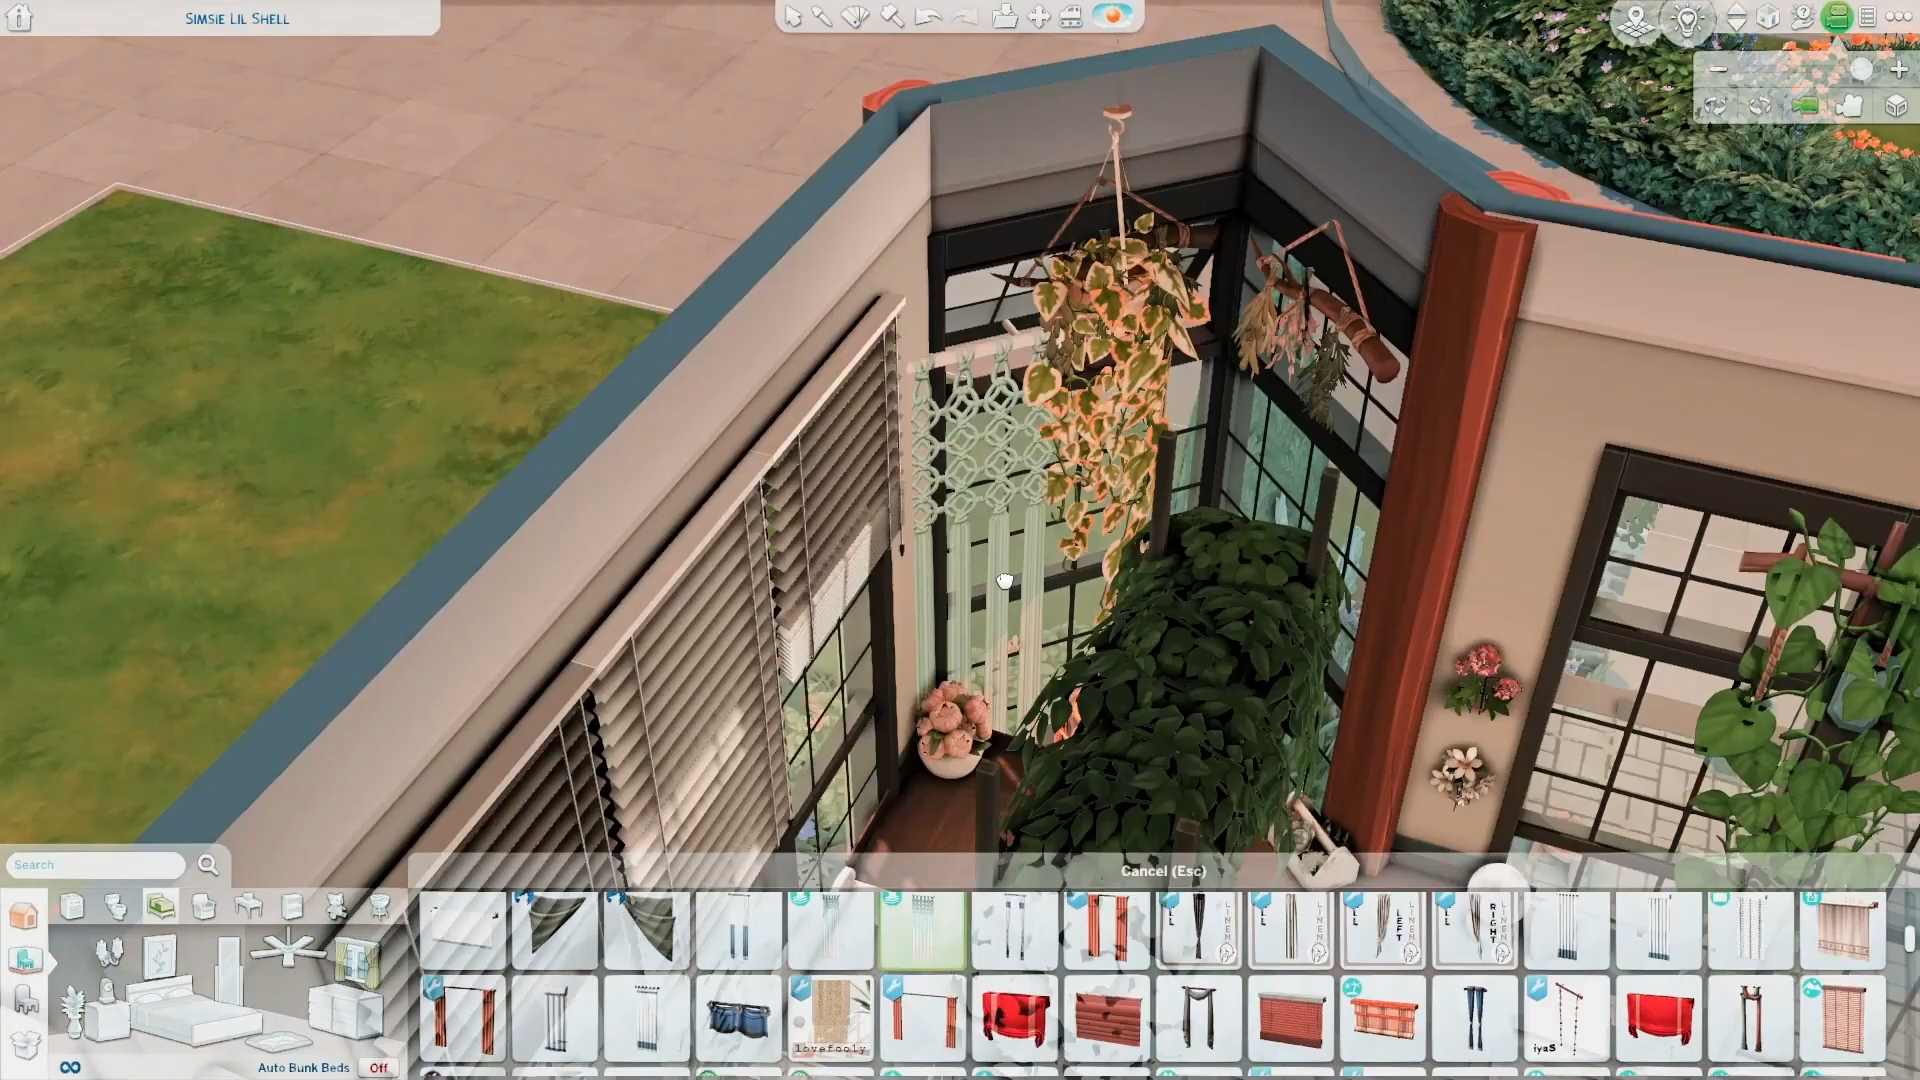 Simsie Lil Shell
Search
Cancel (Esc)
LINEN
LINEN
LEFT
LINEN
RIGHT
LINEN
lovefooly
iyaS
Auto Bunk Beds Off